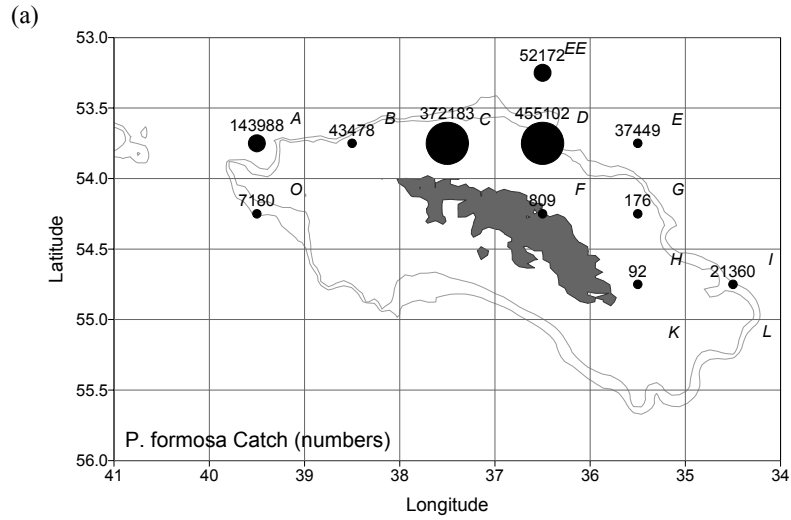 (a)
53.0
EE
52172
53.5
A B 372183 C 455102 D E
143988 43478 37449
54.0
O F G
7180 809 176
54.5
H I
92 21360
55.0
K L
55.5
P. formosa Catch (numbers)
56.0
41 40 39 38 37 36 35 34
Latitude
Longitude